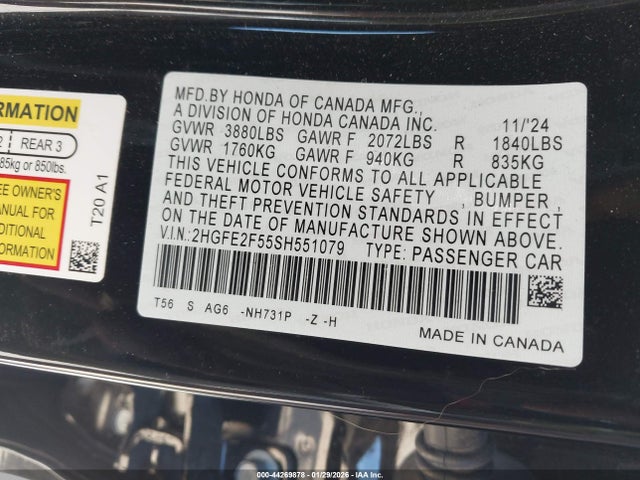 ORMATION
2 REAR 3
85kg or 850lbs.
EE OWNER'S
ANUAL FOR
DDITIONAL
FORMATION
T20 A1
MFD.BY HONDA OF CANADA MFG.,
A DIVISION OF HONDA CANADA INC. 11/'24
GVWR 3880LBS GAWR F 2072LBS R 1840LBS
GVWR 1760KG GAWR F 940KG R 835KG
THIS VEHICLE CONFORMS TO ALL APPLICABLE
FEDERAL MOTOR VEHICLE SAFETY , BUMPER ,
AND THEFT PREVENTION STANDARDS IN EFFECT
ON THE DATE OF MANUFACTURE SHOWN ABOVE.
V.I.N.:2HGFE2F55SH551079 TYPE: PASSENGER CAR
T56 S AG6 -NH731P -Z -H
MADE IN CANADA
000-44269878 | 01/29/2026 | IAA Inc.